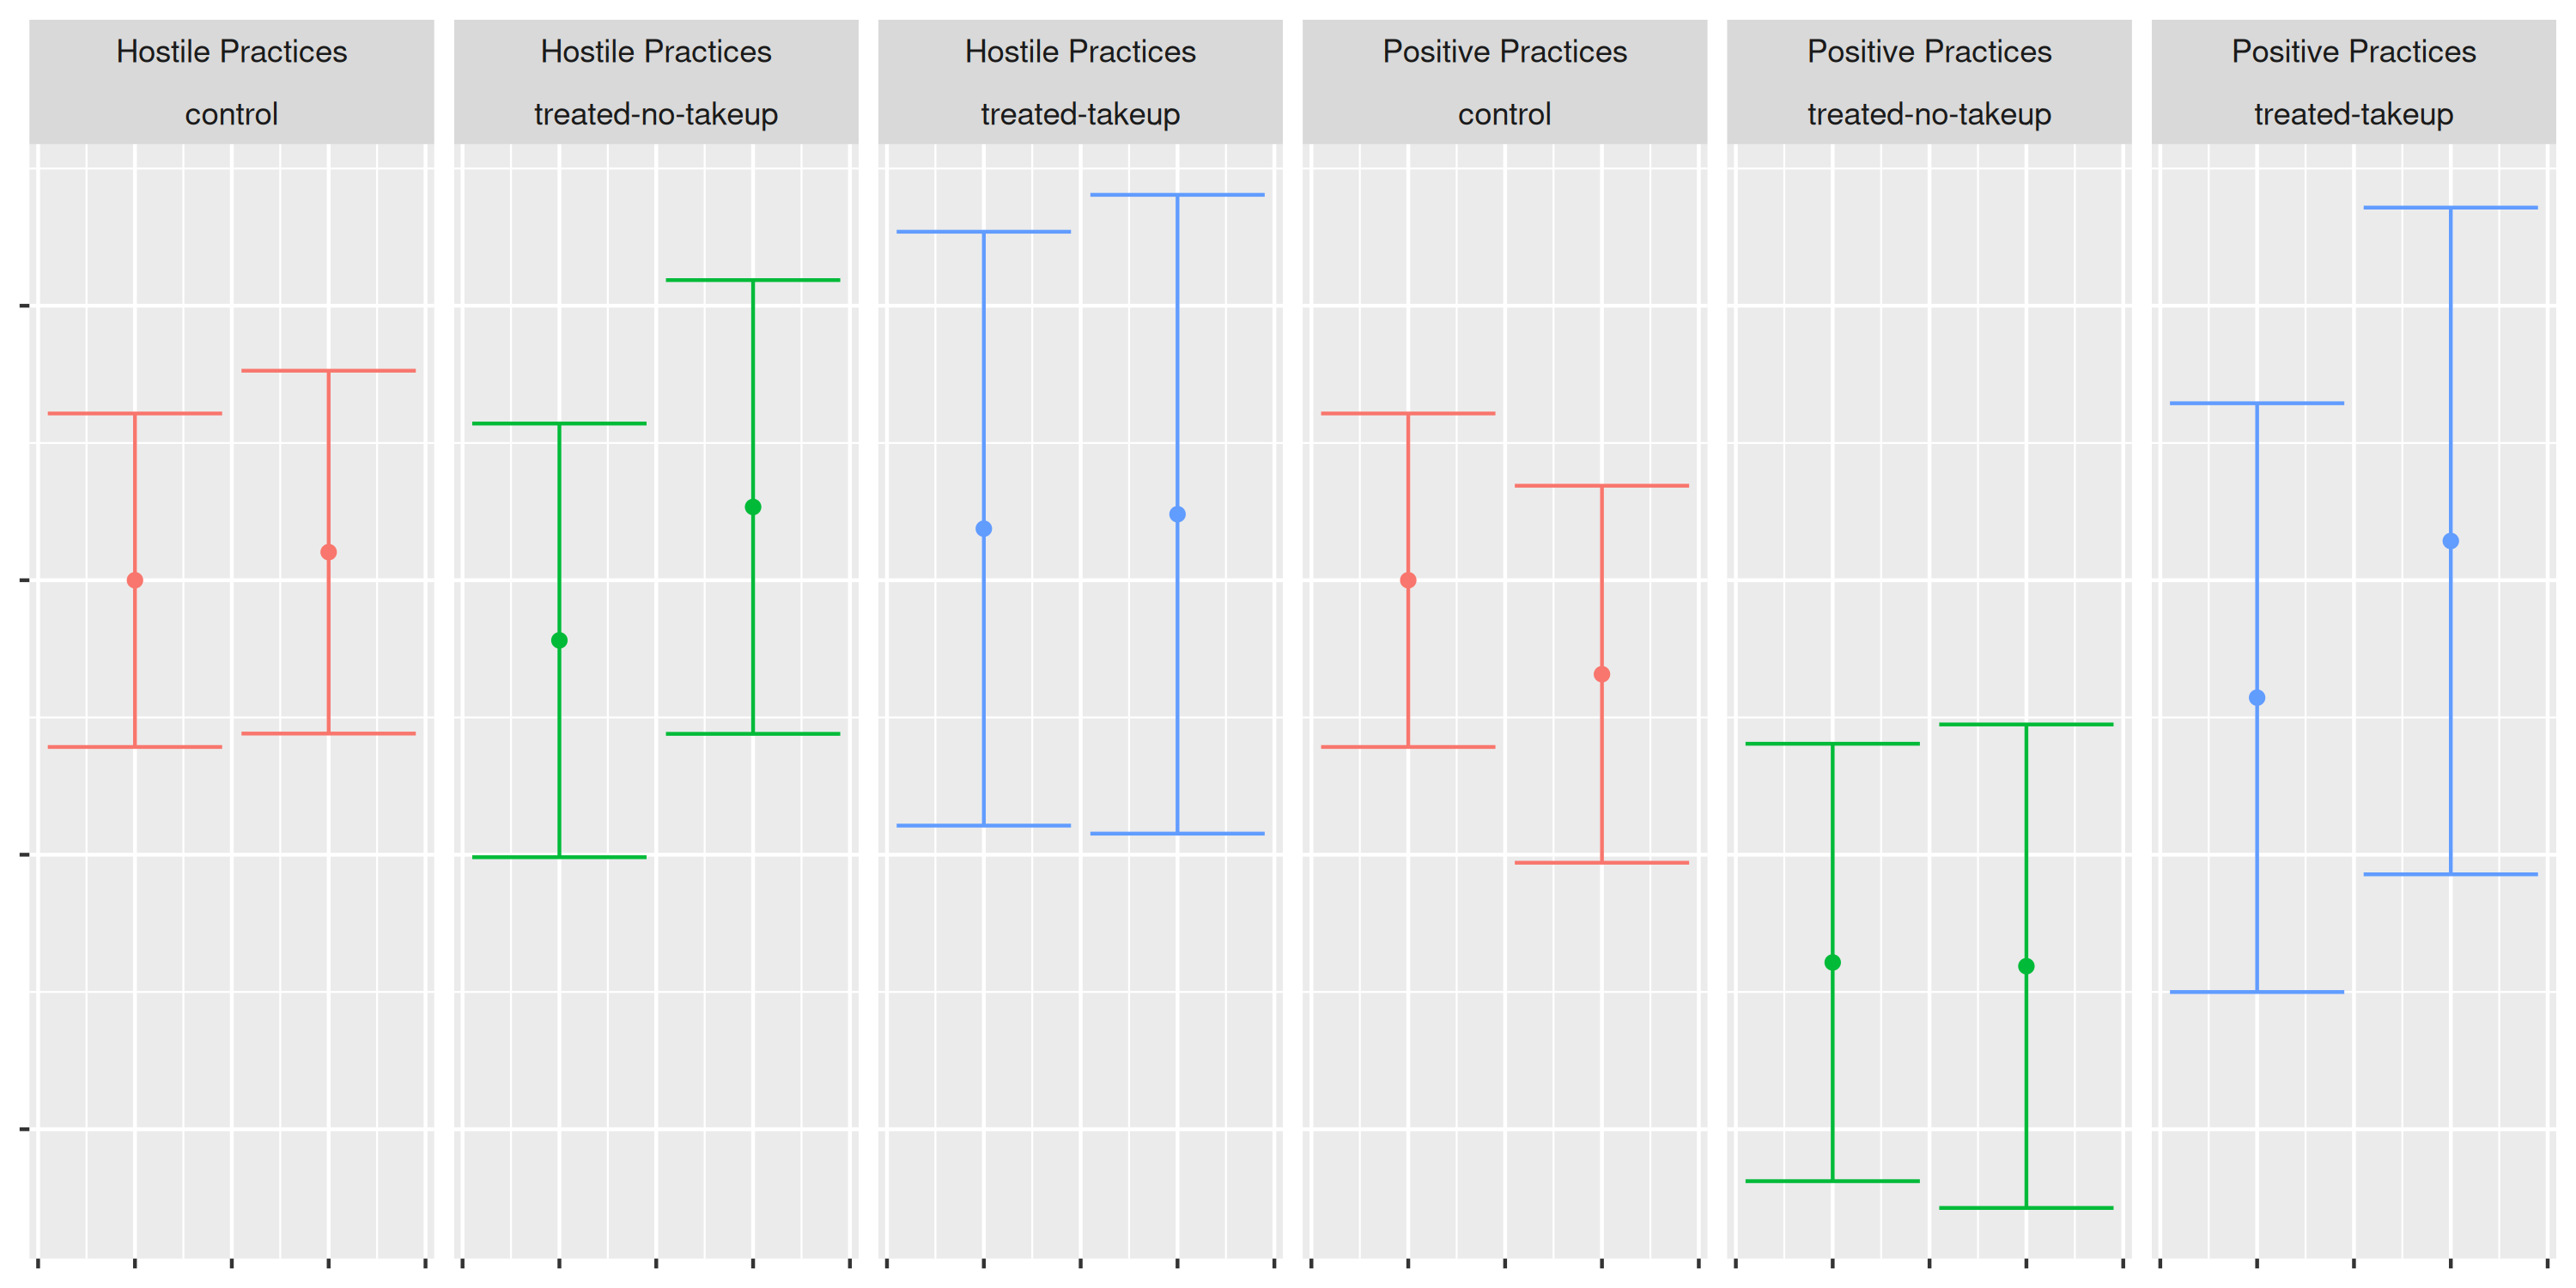 Hostile Practices
control
Hostile Practices
treated-no-takeup
Hostile Practices
treated-takeup
Positive Practices
control
Positive Practices
treated-no-takeup
Positive Practices
treated-takeup